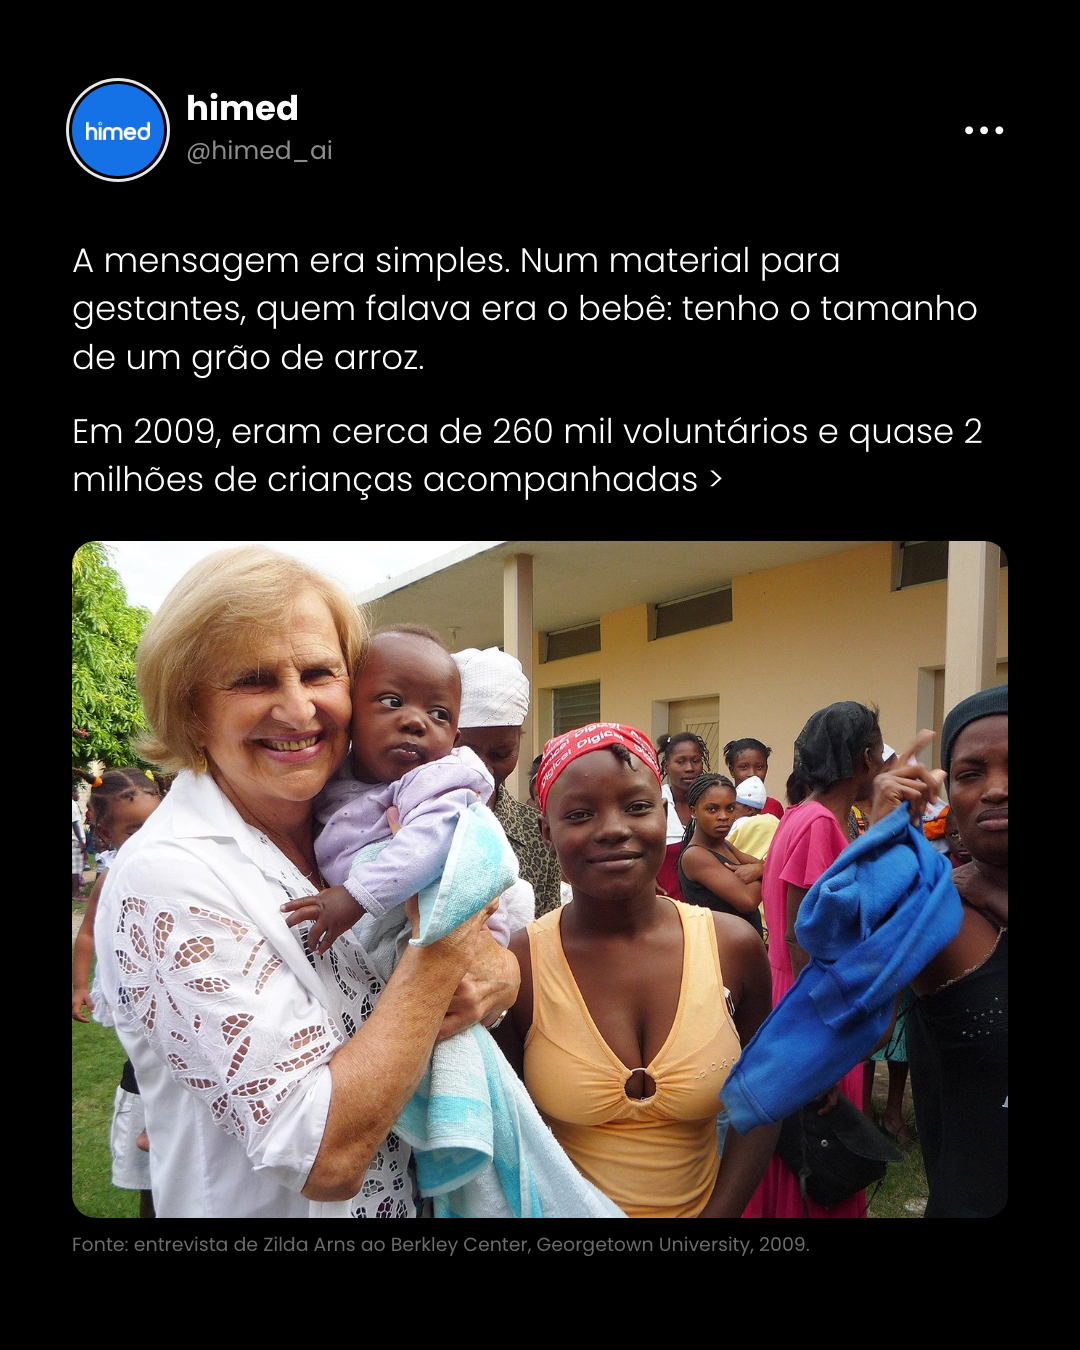 himed
himed
@himed_ai
A mensagem era simples. Num material para
gestantes, quem falava era o bebê: tenho o tamanho
de um grão de arroz.
Em 2009, eram cerca de 260 mil voluntários e quase 2
milhões de crianças acompanhadas >
Digicel Digicel
Digicel
Fonte: entrevista de Zilda Arns ao Berkley Center, Georgetown University, 2009.